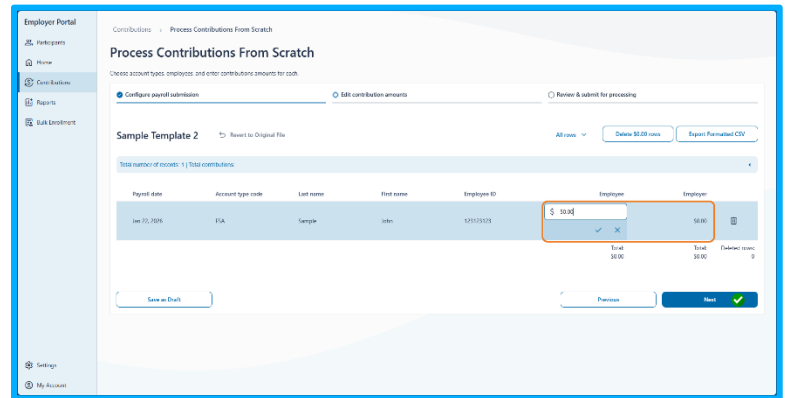 Employer Portal
Participants
Home
Contributions
Reports
Bulk Enrollment
Settings
My Account
Contributions › Process Contributions From Scratch
Process Contributions From Scratch
Choose account types, employees, and enter contributions amounts for each.
Configure payroll submission
Edit contribution amounts
Review & submit for processing
Sample Template 2
Revert to Original File
All rows
Delete $0.00 rows
Export Formatted CSV
Total number of records: 1 | Total contributions:
Payroll date Account type code Last name First name Employee ID Employee Employer
Jan 22, 2026 FSA Sample John 123123123 $ 50.00 $0.00
Total: Total: Deleted rows:
$0.00 $0.00 0
Save as Draft
Previous
Next